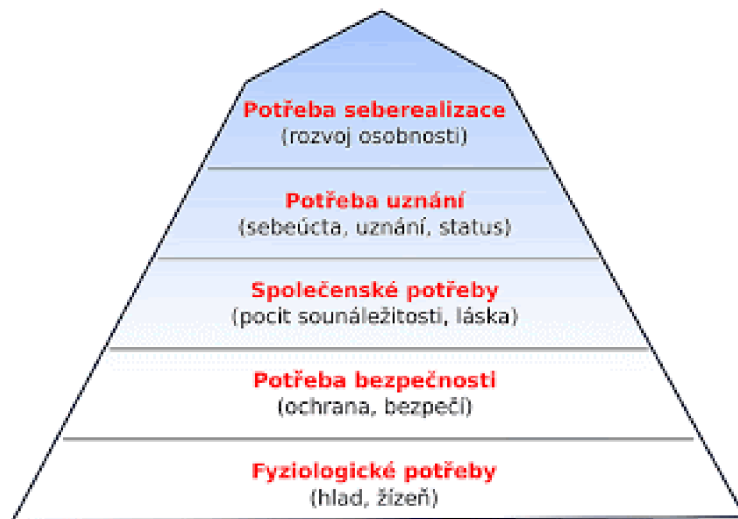 Potřeba seberealizace
(rozvoj osobnosti)
Potřeba uznání
(sebeúcta, uznání, status)
Společenské potřeby
(pocit sounáležitosti, láska)
Potřeba bezpečnosti
(ochrana, bezpečí)
Fyziologické potřeby
(hlad, žízeň)